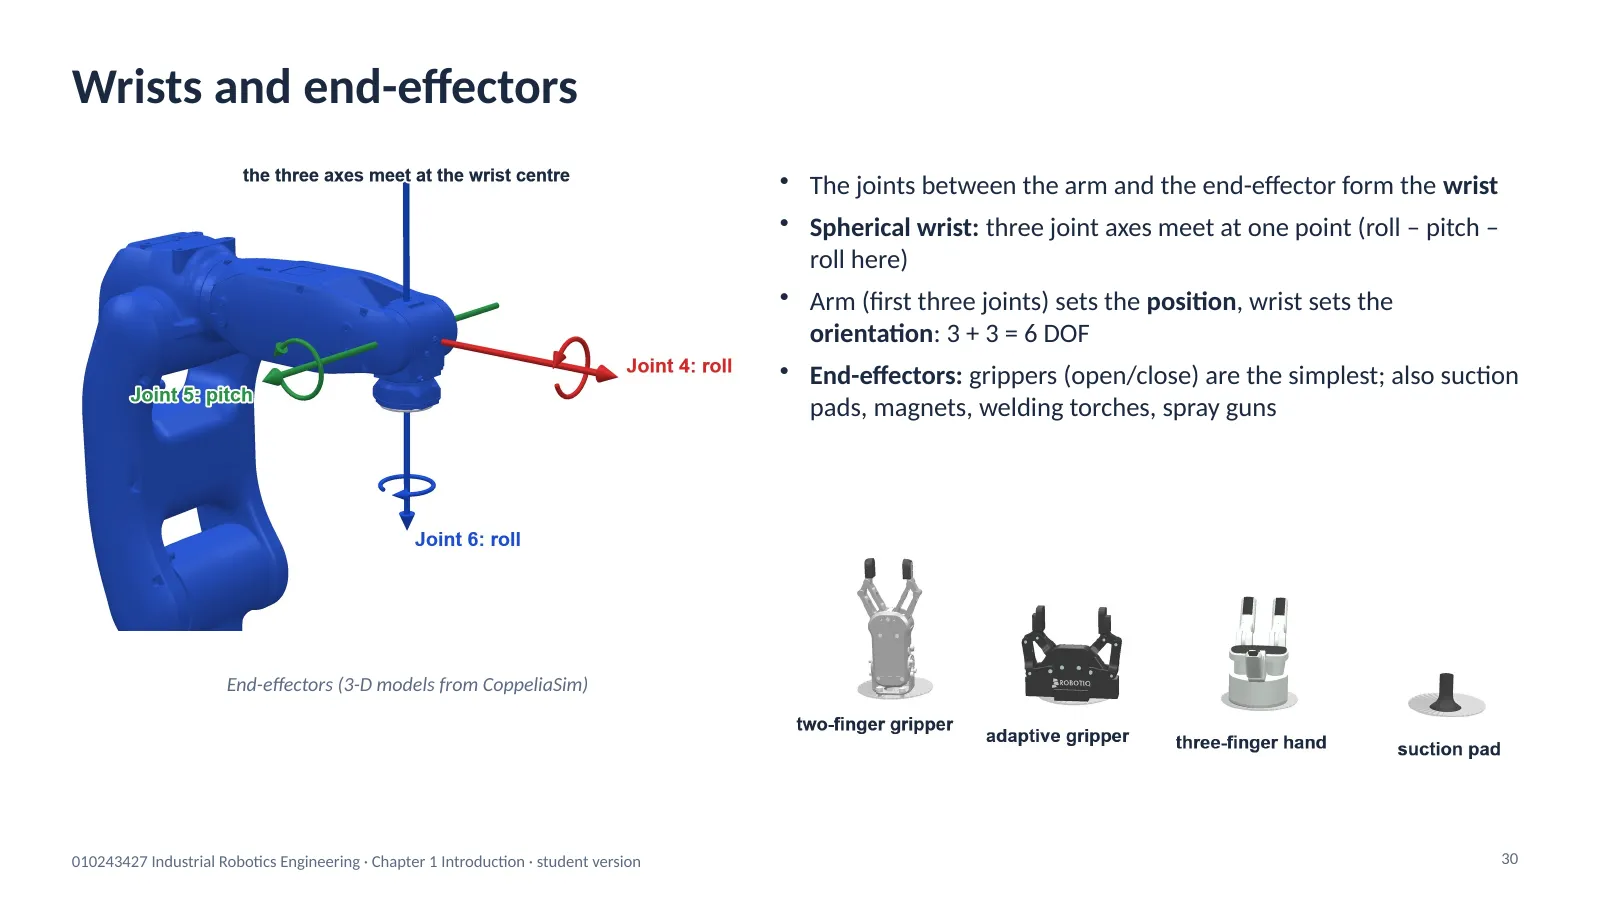 Wrists and end-effectors
the three axes meet at the wrist centre
Joint 4: roll
Joint 5: pitch
Joint 6: roll
End-effectors (3-D models from CoppeliaSim)
• The joints between the arm and the end-effector form the wrist
• Spherical wrist: three joint axes meet at one point (roll – pitch –
roll here)
• Arm (first three joints) sets the position, wrist sets the
orientation: 3 + 3 = 6 DOF
• End-effectors: grippers (open/close) are the simplest; also suction
pads, magnets, welding torches, spray guns
ROBOTIQ
two-finger gripper
adaptive gripper
three-finger hand
suction pad
010243427 Industrial Robotics Engineering · Chapter 1 Introduction · student version
30